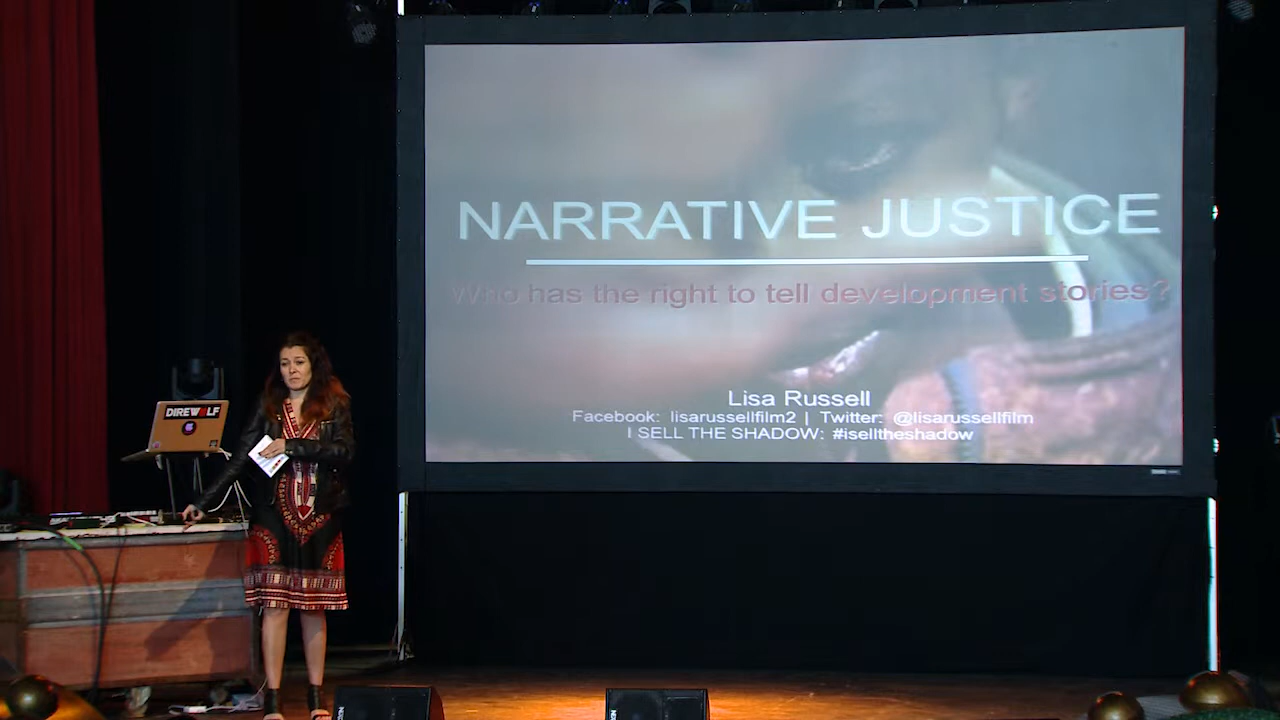 NARRATIVE JUSTICE
Who has the right to tell development stories?
Lisa Russell
Facebook: lisarussellfilm2 | Twitter: @lisarussellfilm
I SELL THE SHADOW: #iselltheshadow
DIREWOLF